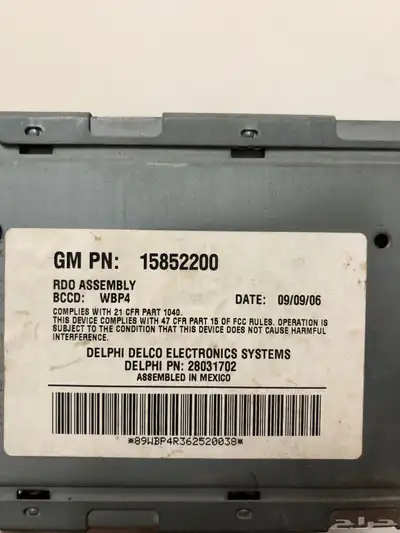 GM PN: 15852200
RDO ASSEMBLY
BCCD: WBP4 DATE: 09/09/06
COMPLIES WITH 21 CFR PART 1040.
THIS DEVICE COMPLIES WITH 47 CFR PART 15 OF FCC RULES. OPERATION IS
SUBJECT TO THE CONDITION THAT THIS DEVICE DOES NOT CAUSE HARMFUL
INTERFERENCE.
DELPHI DELCO ELECTRONICS SYSTEMS
DELPHI PN: 28031702
ASSEMBLED IN MEXICO
*89WBP4R362520038*
حراج